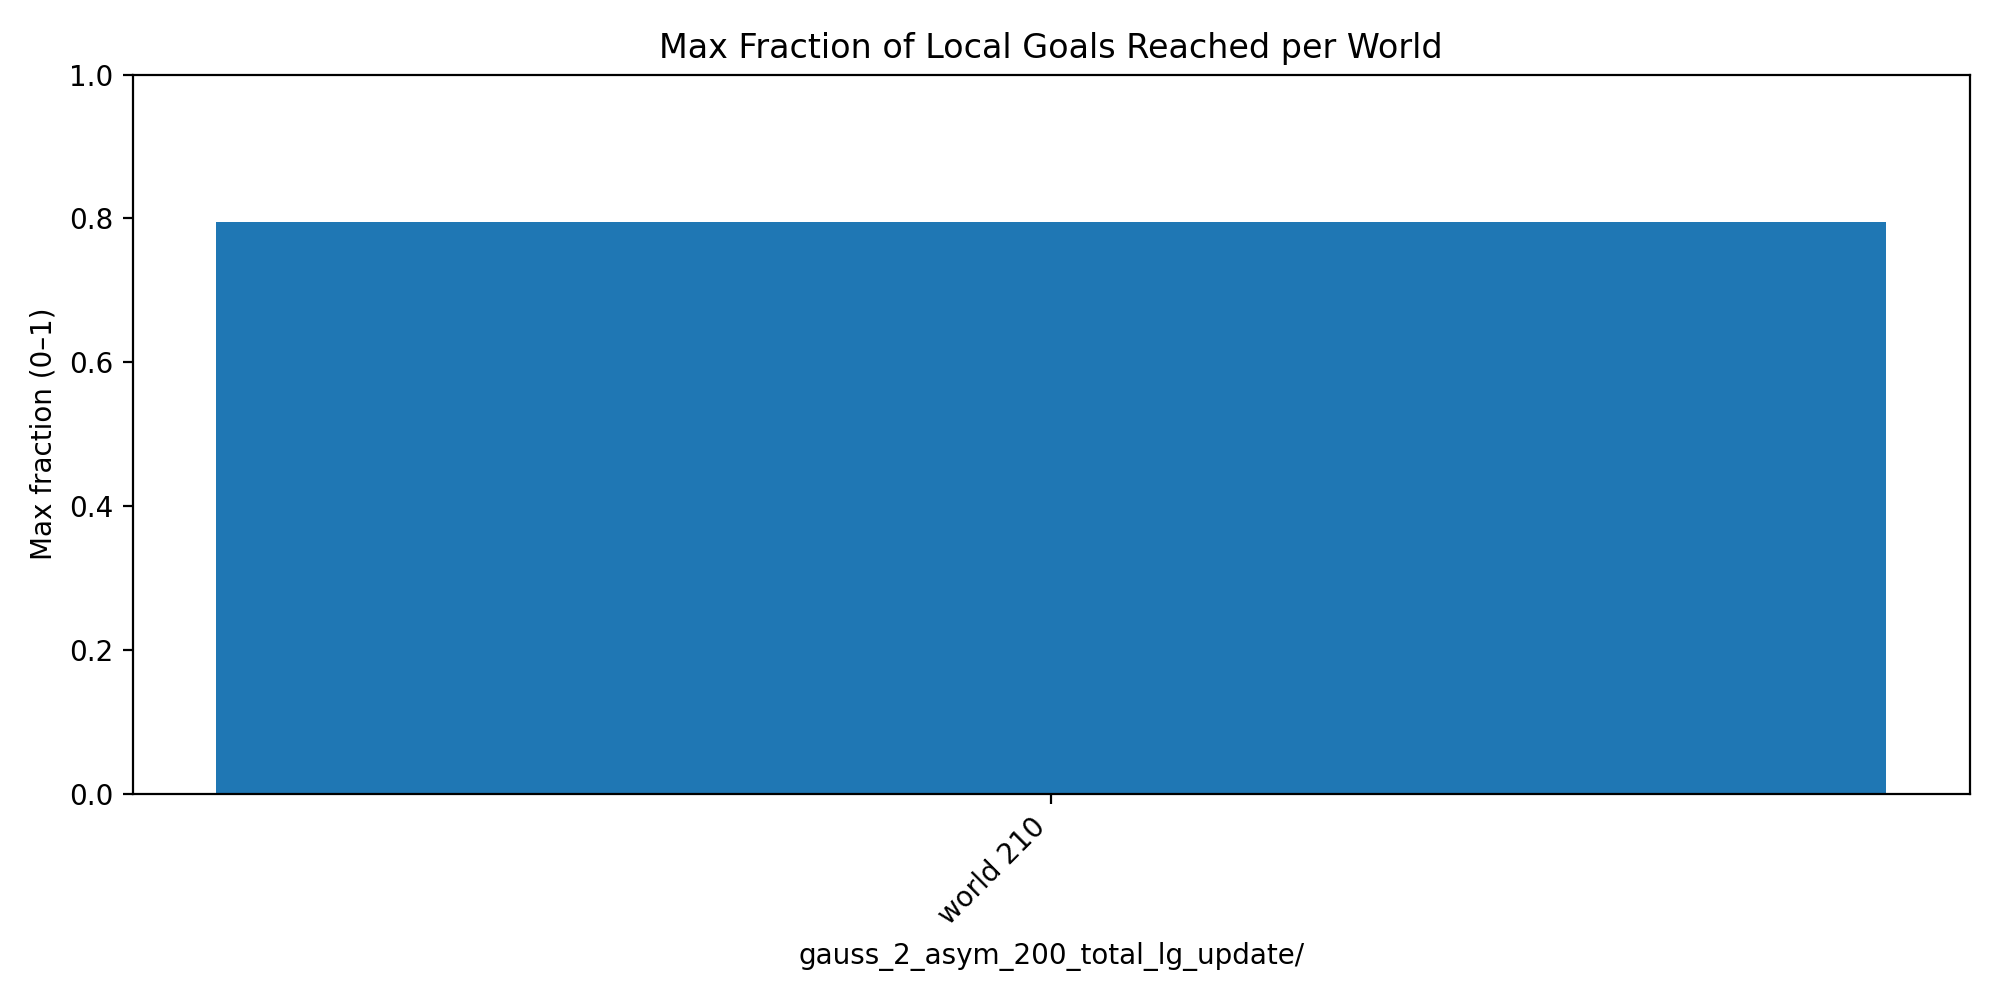 Max Fraction of Local Goals Reached per World
Max fraction (0–1)
1.0
0.8
0.6
0.4
0.2
0.0
world 210
gauss_2_asym_200_total_lg_update/